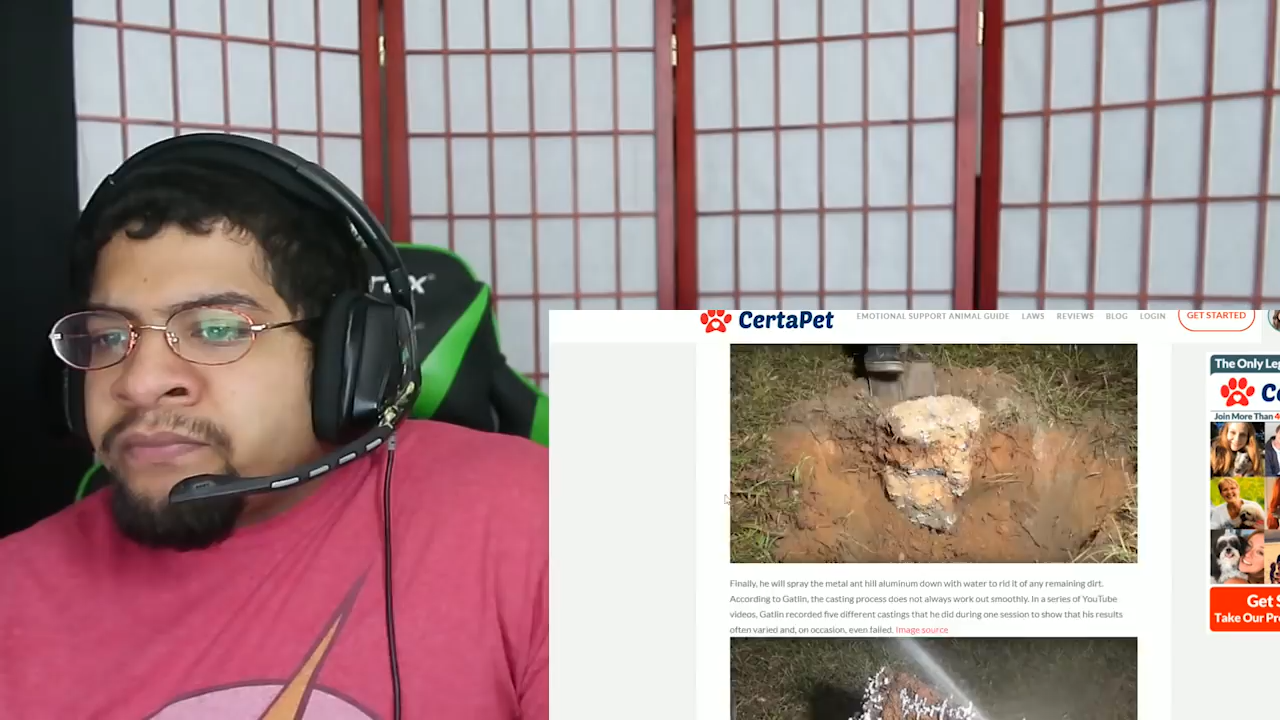 CertaPet
EMOTIONAL SUPPORT ANIMAL GUIDE LAWS REVIEWS BLOG LOGIN GET STARTED
The Only
Join More Than
Finally, he will spray the metal ant hill aluminum down with water to rid it of any remaining dirt.
According to Gatlin, the casting process does not always work out smoothly. In a series of YouTube
videos, Gatlin recorded five different castings that he did during one session to show that his results
often varied and, on occasion, even failed. Image source
Get
Take Our